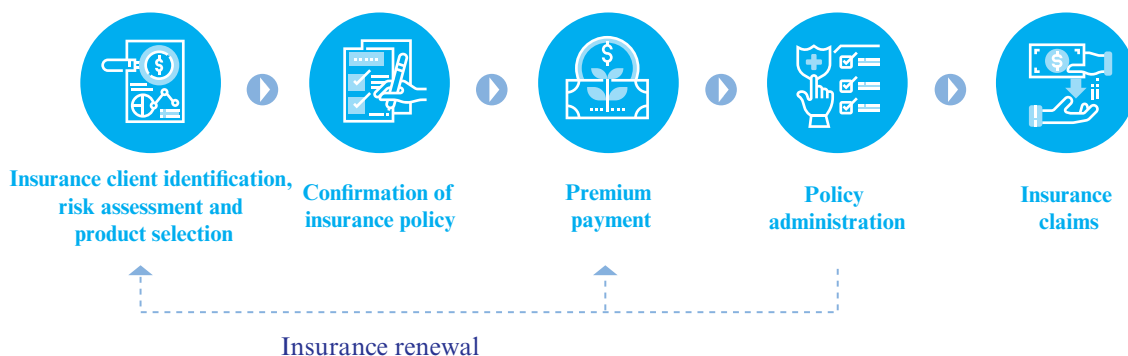 Insurance client identification,
risk assessment and
product selection
Confirmation of
insurance policy
Premium
payment
Policy
administration
Insurance
claims
Insurance renewal